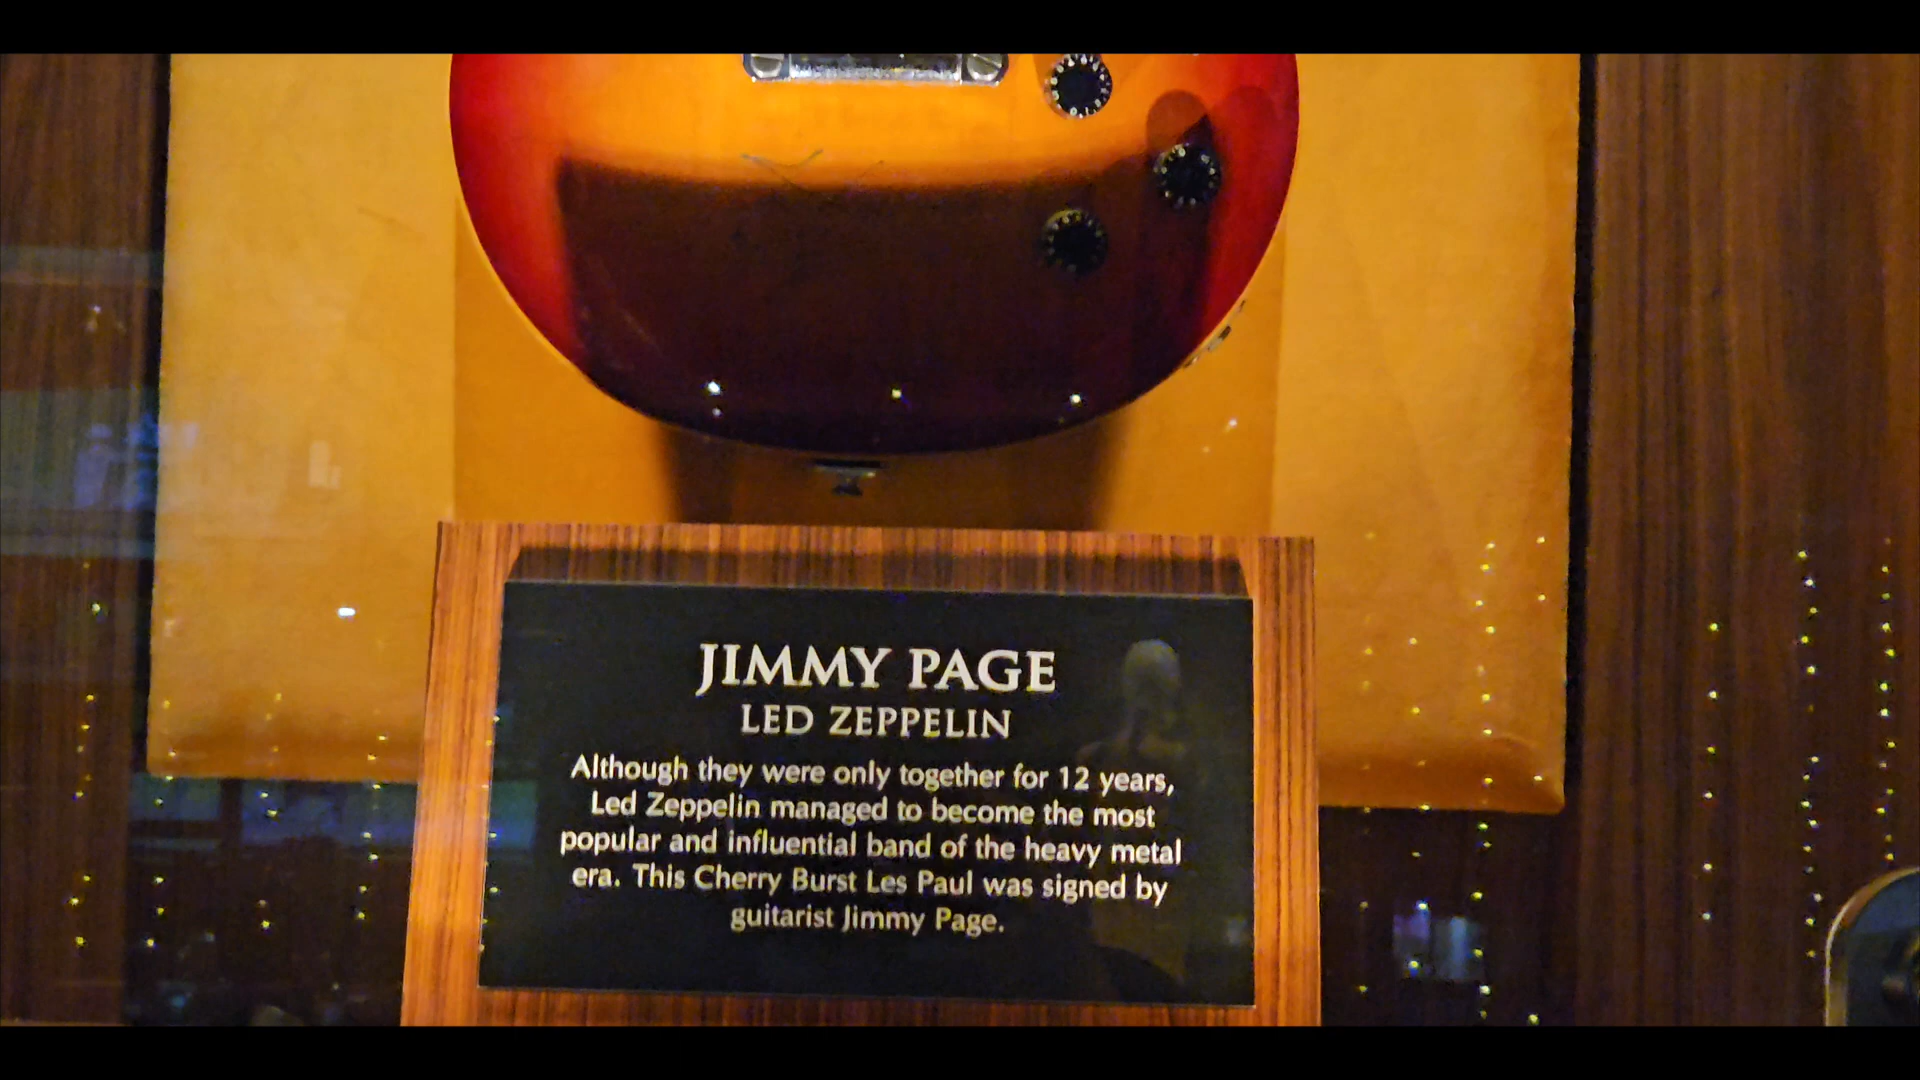 JIMMY PAGE
LED ZEPPELIN
Although they were only together for 12 years,
Led Zeppelin managed to become the most
popular and influential band of the heavy metal
era. This Cherry Burst Les Paul was signed by
guitarist Jimmy Page.